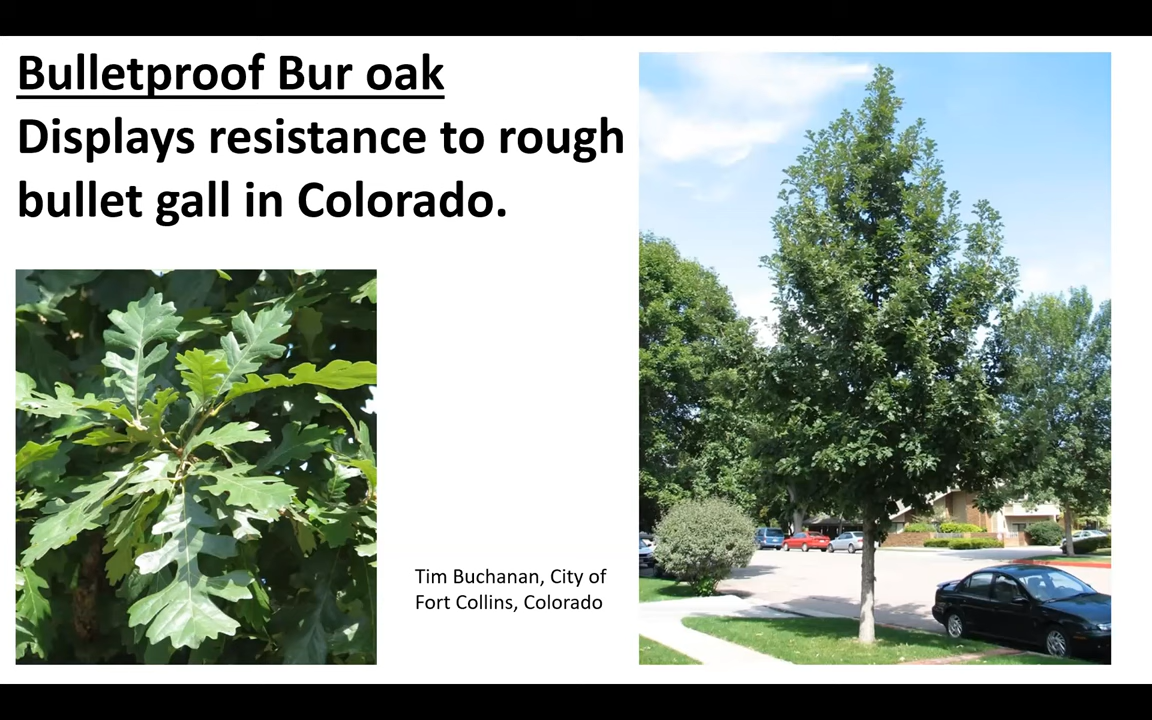 Bulletproof Bur oak
Displays resistance to rough
bullet gall in Colorado.
Tim Buchanan, City of
Fort Collins, Colorado